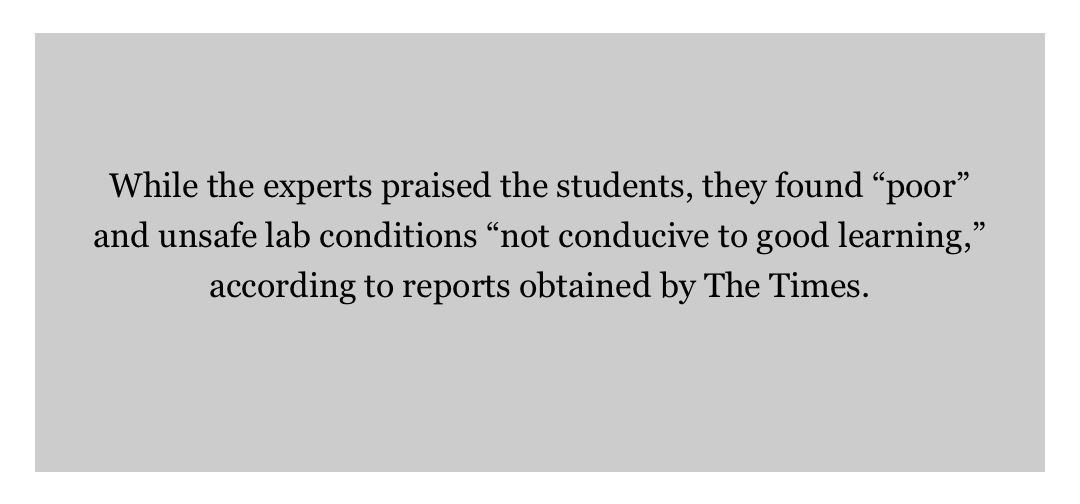 While the experts praised the students, they found “poor”
and unsafe lab conditions “not conducive to good learning,”
according to reports obtained by The Times.